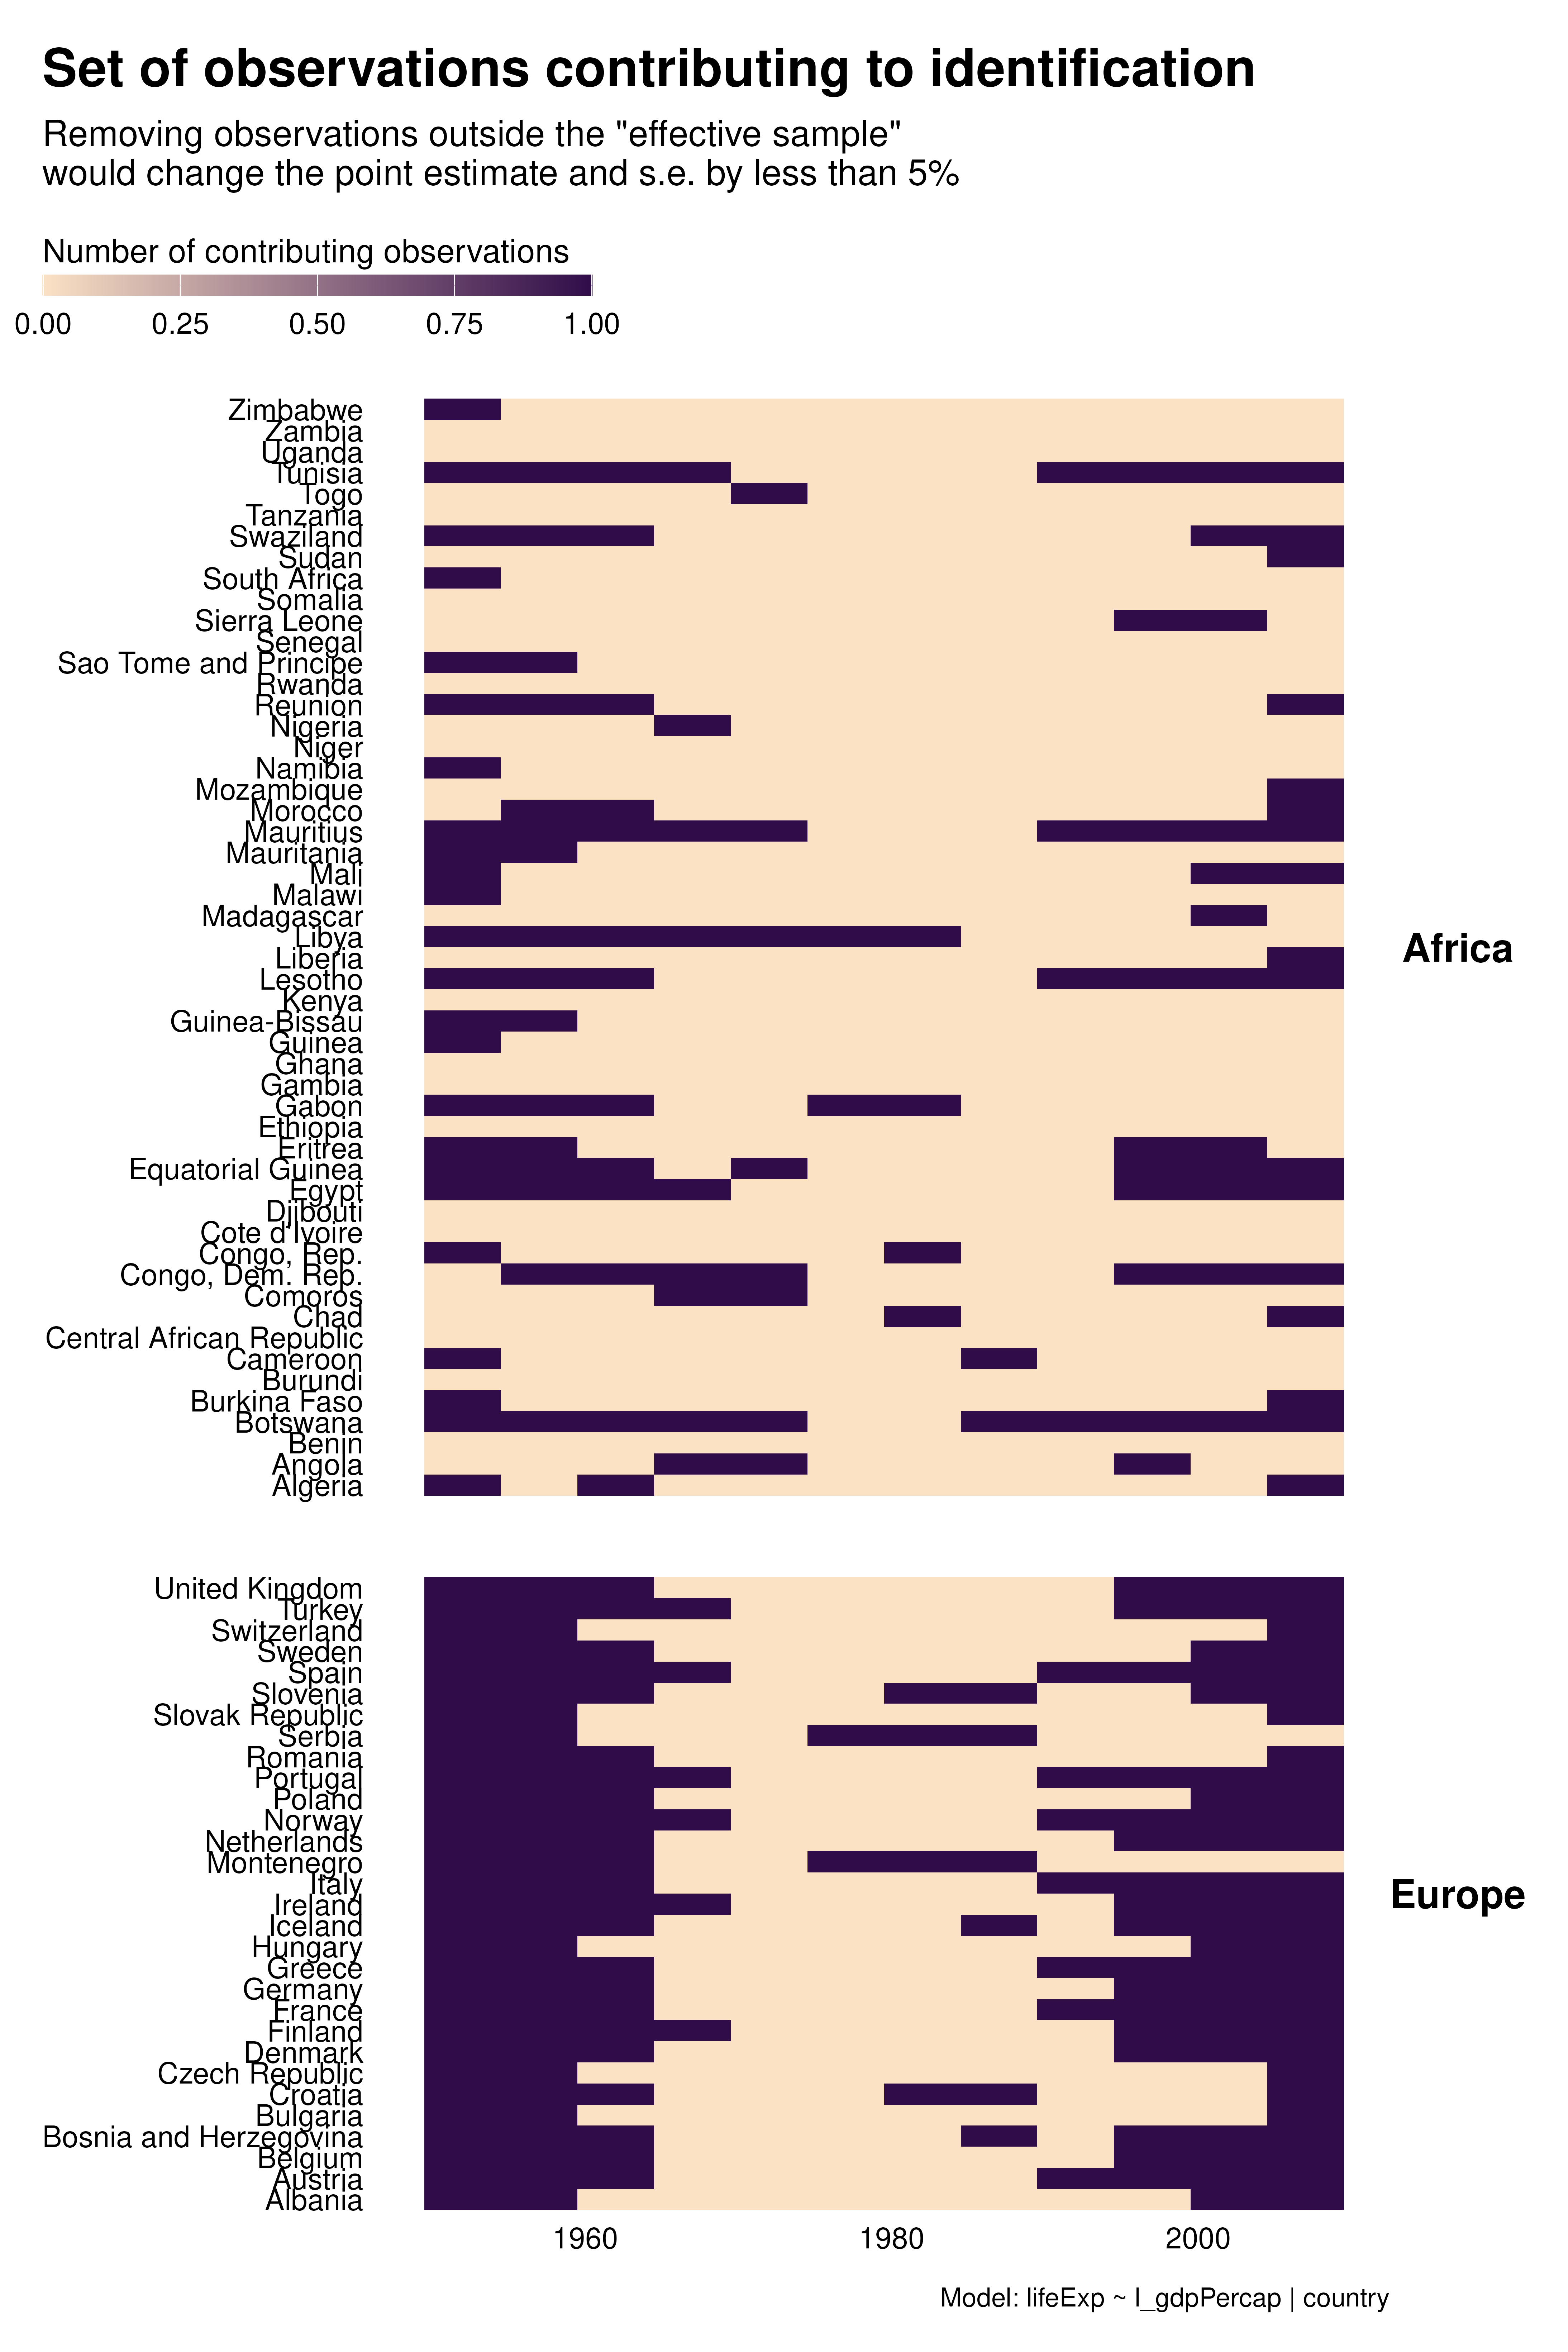 Set of observations contributing to identification
Removing observations outside the "effective sample"
would change the point estimate and s.e. by less than 5%
Number of contributing observations
0.00 0.25 0.50 0.75 1.00
Zimbabwe
Zambia
Uganda
Tunisia
Togo
Tanzania
Swaziland
Sudan
South Africa
Somalia
Sierra Leone
Senegal
Sao Tome and Principe
Rwanda
Reunion
Nigeria
Niger
Namibia
Mozambique
Morocco
Mauritius
Mauritania
Mali
Malawi
Madagascar
Libya
Liberia
Lesotho
Kenya
Guinea-Bissau
Guinea
Ghana
Gambia
Gabon
Ethiopia
Eritrea
Equatorial Guinea
Egypt
Djibouti
Cote d'Ivoire
Congo, Rep.
Congo, Dem. Rep.
Comoros
Chad
Central African Republic
Cameroon
Burundi
Burkina Faso
Botswana
Benin
Angola
Algeria
Africa
United Kingdom
Turkey
Switzerland
Sweden
Spain
Slovenia
Slovak Republic
Serbia
Romania
Portugal
Poland
Norway
Netherlands
Montenegro
Italy
Ireland
Iceland
Hungary
Greece
Germany
France
Finland
Denmark
Czech Republic
Croatia
Bulgaria
Bosnia and Herzegovina
Belgium
Austria
Albania
Europe
1960 1980 2000
Model: lifeExp ~ l_gdpPercap | country